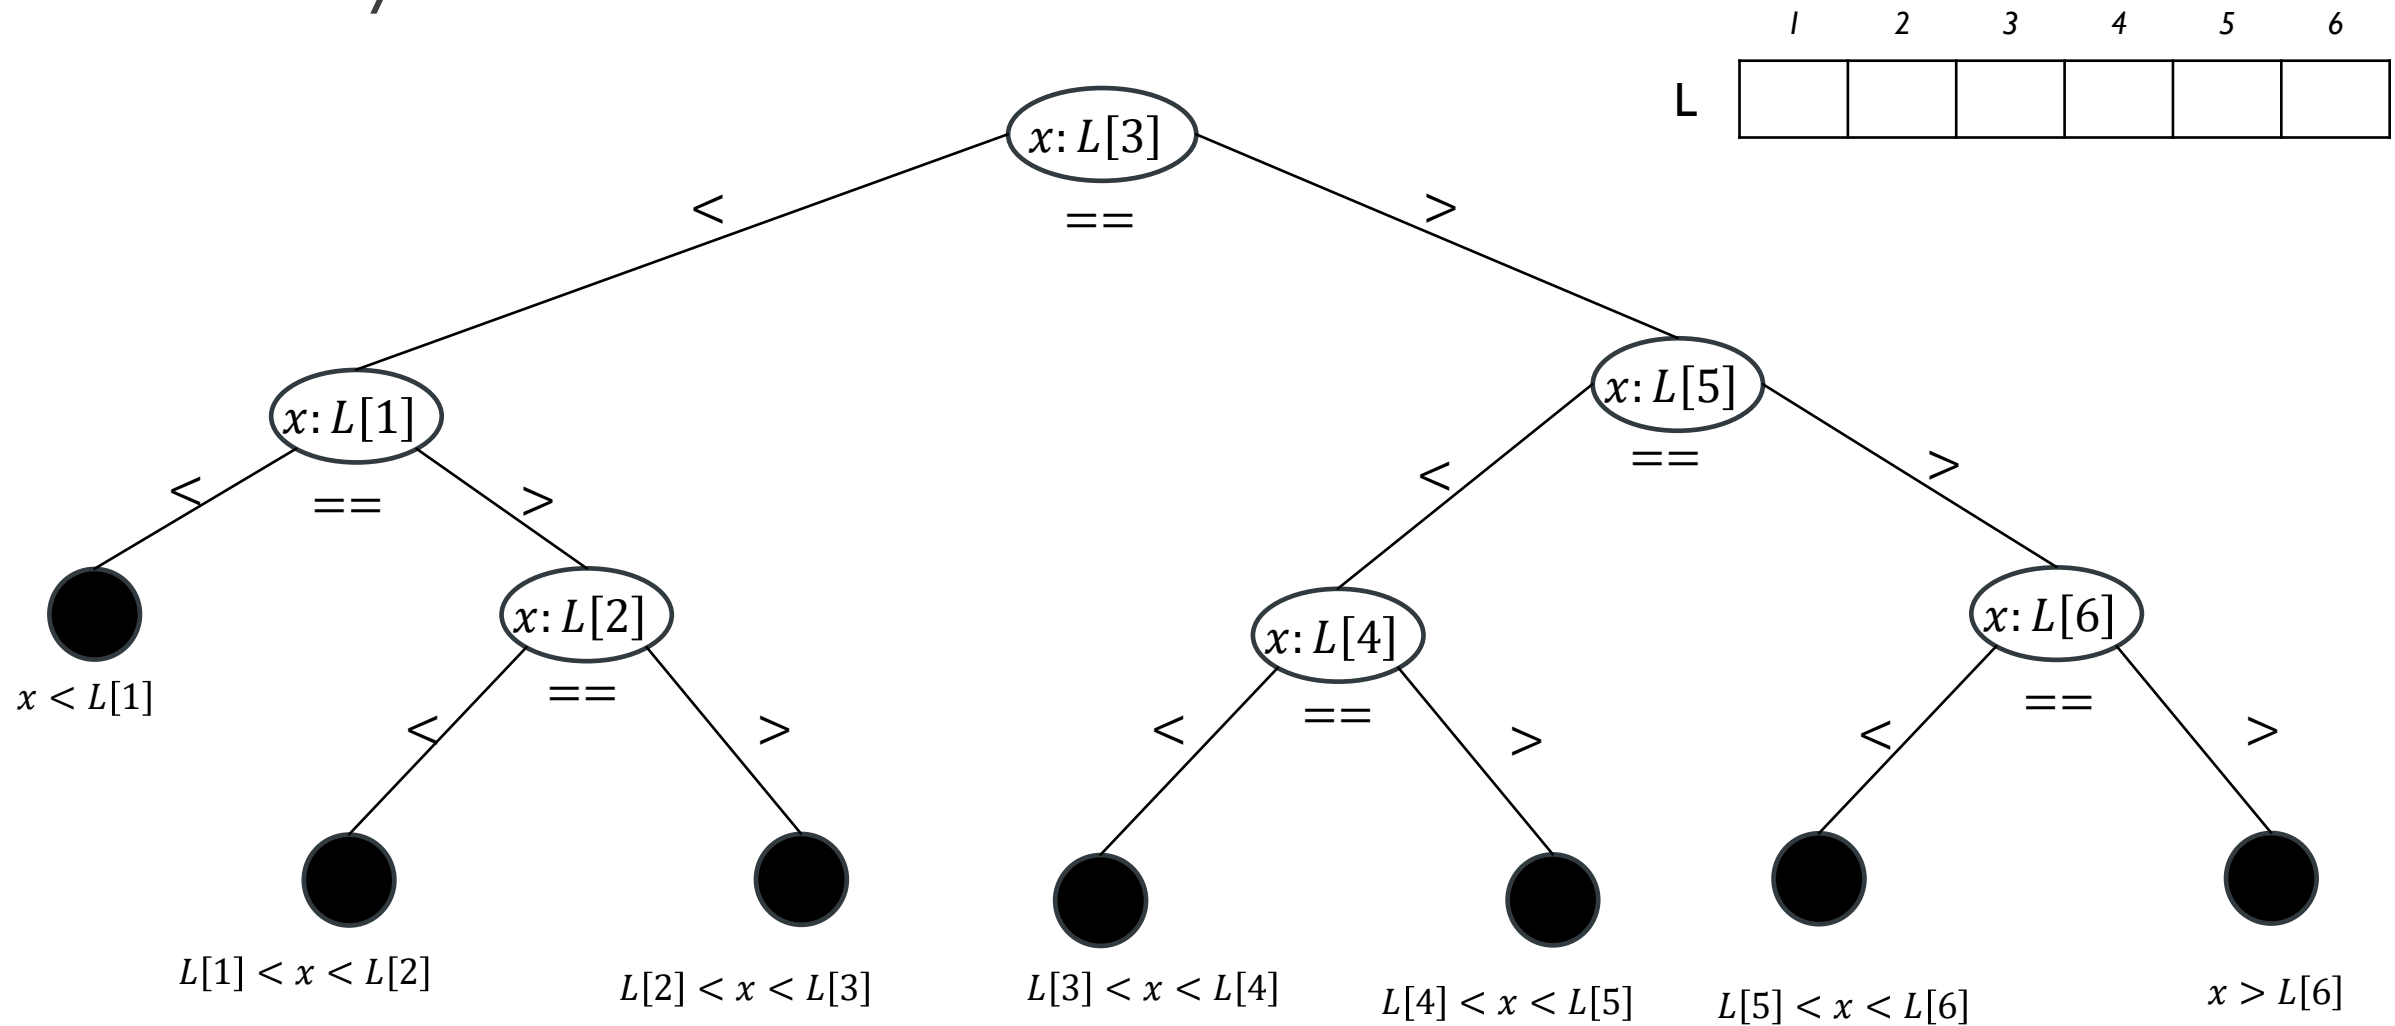 1 2 3 4 5 6
L
x: L[3]
< == >
x: L[1]
x: L[5]
< == >
< == >
x: L[2]
x: L[4]
x: L[6]
x < L[1]
< == >
< == >
< == >
L[1] < x < L[2]
L[2] < x < L[3]
L[3] < x < L[4]
L[4] < x < L[5]
L[5] < x < L[6]
x > L[6]